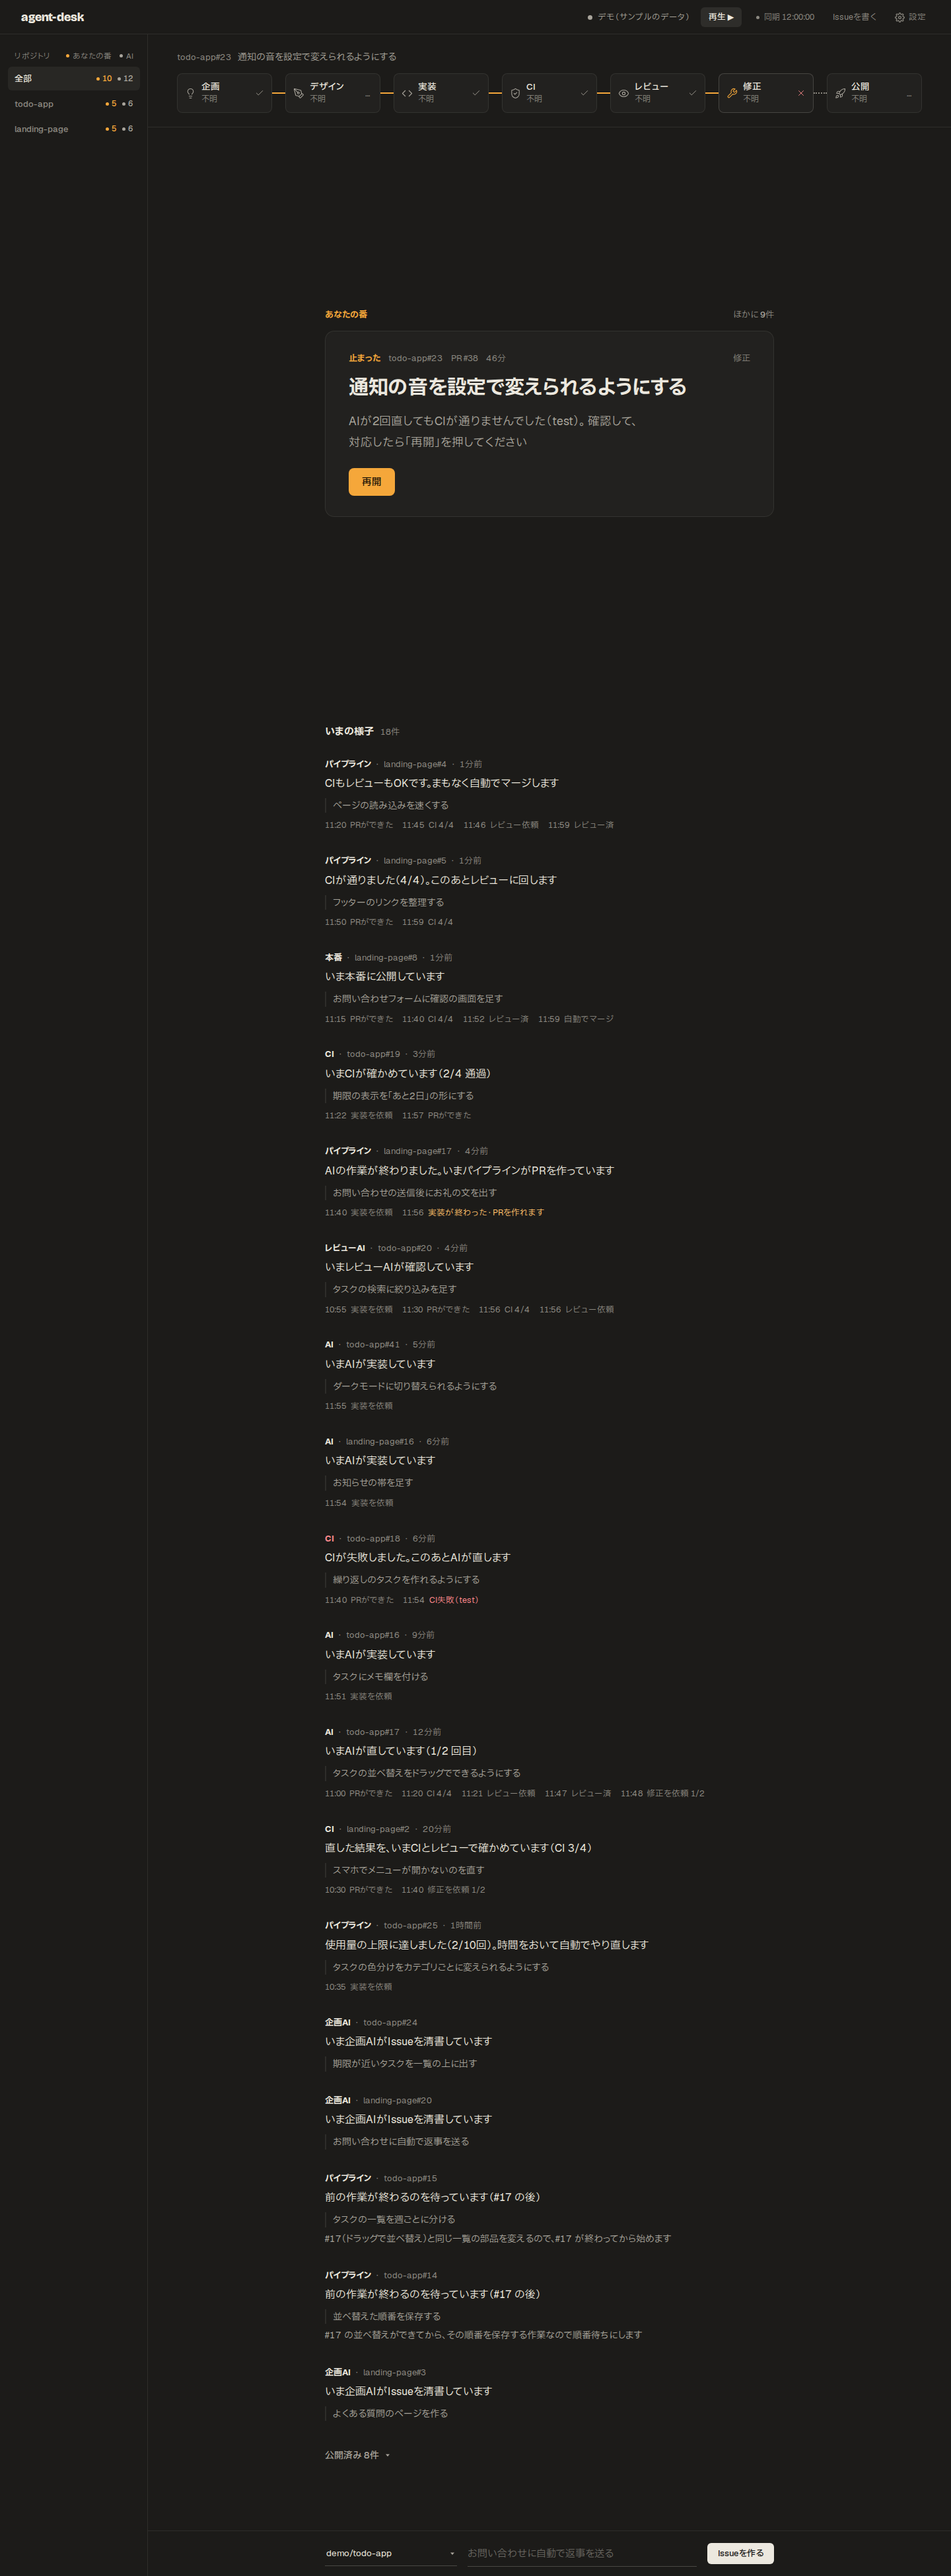 agent-desk
デモ(サンプルのデータ) 再生 ▶ 同期 12:00:00 Issueを書く 設定
リポジトリ あなたの番 AI
全部 10 12
todo-app 5 6
landing-page 5 6
todo-app#23 通知の音を設定で変えられるようにする
企画 不明
デザイン 不明
実装 不明
CI 不明
レビュー 不明
修正 不明
公開 不明
あなたの番 ほかに 9件
止まった todo-app#23 PR #38 46分 修正
通知の音を設定で変えられるようにする
AIが2回直してもCIが通りませんでした(test)。確認して、
対応したら「再開」を押してください
再開
いまの様子 18件
パイプライン · landing-page#4 · 1分前
CIもレビューもOKです。まもなく自動でマージします
ページの読み込みを速くする
11:20 PRができた 11:45 CI 4/4 11:46 レビュー依頼 11:59 レビュー済
パイプライン · landing-page#5 · 1分前
CIが通りました(4/4)。このあとレビューに回します
フッターのリンクを整理する
11:50 PRができた 11:59 CI 4/4
本番 · landing-page#8 · 1分前
いま本番に公開しています
お問い合わせフォームに確認の画面を足す
11:15 PRができた 11:40 CI 4/4 11:52 レビュー済 11:59 自動でマージ
CI · todo-app#19 · 3分前
いまCIが確かめています(2/4 通過)
期限の表示を「あと2日」の形にする
11:22 実装を依頼 11:57 PRができた
パイプライン · landing-page#17 · 4分前
AIの作業が終わりました。いまパイプラインがPRを作っています
お問い合わせの送信後にお礼の文を出す
11:40 実装を依頼 11:56 実装が終わった・PRを作れます
レビューAI · todo-app#20 · 4分前
いまレビューAIが確認しています
タスクの検索に絞り込みを足す
10:55 実装を依頼 11:30 PRができた 11:56 CI 4/4 11:56 レビュー依頼
AI · todo-app#41 · 5分前
いまAIが実装しています
ダークモードに切り替えられるようにする
11:55 実装を依頼
AI · landing-page#16 · 6分前
いまAIが実装しています
お知らせの帯を足す
11:54 実装を依頼
CI · todo-app#18 · 6分前
CIが失敗しました。このあとAIが直します
繰り返しのタスクを作れるようにする
11:40 PRができた 11:54 CI失敗(test)
AI · todo-app#16 · 9分前
いまAIが実装しています
タスクにメモ欄を付ける
11:51 実装を依頼
AI · todo-app#17 · 12分前
いまAIが直しています(1/2 回目)
タスクの並べ替えをドラッグでできるようにする
11:00 PRができた 11:20 CI 4/4 11:21 レビュー依頼 11:47 レビュー済 11:48 修正を依頼 1/2
CI · landing-page#2 · 20分前
直した結果を、いまCIとレビューで確かめています(CI 3/4)
スマホでメニューが開かないのを直す
10:30 PRができた 11:40 修正を依頼 1/2
パイプライン · todo-app#25 · 1時間前
使用量の上限に達しました(2/10回)。時間をおいて自動でやり直します
タスクの色分けをカテゴリごとに変えられるようにする
10:35 実装を依頼
企画AI · todo-app#24
いま企画AIがIssueを清書しています
期限が近いタスクを一覧の上に出す
企画AI · landing-page#20
いま企画AIがIssueを清書しています
お問い合わせに自動で返事を送る
パイプライン · todo-app#15
前の作業が終わるのを待っています(#17 の後)
タスクの一覧を週ごとに分ける
#17(ドラッグで並べ替え)と同じ一覧の部品を変えるので、#17 が終わってから始めます
パイプライン · todo-app#14
前の作業が終わるのを待っています(#17 の後)
並べ替えた順番を保存する
#17 の並べ替えができてから、その順番を保存する作業なので順番待ちにします
企画AI · landing-page#3
いま企画AIがIssueを清書しています
よくある質問のページを作る
公開済み 8件
demo/todo-app お問い合わせに自動で返事を送る Issueを作る